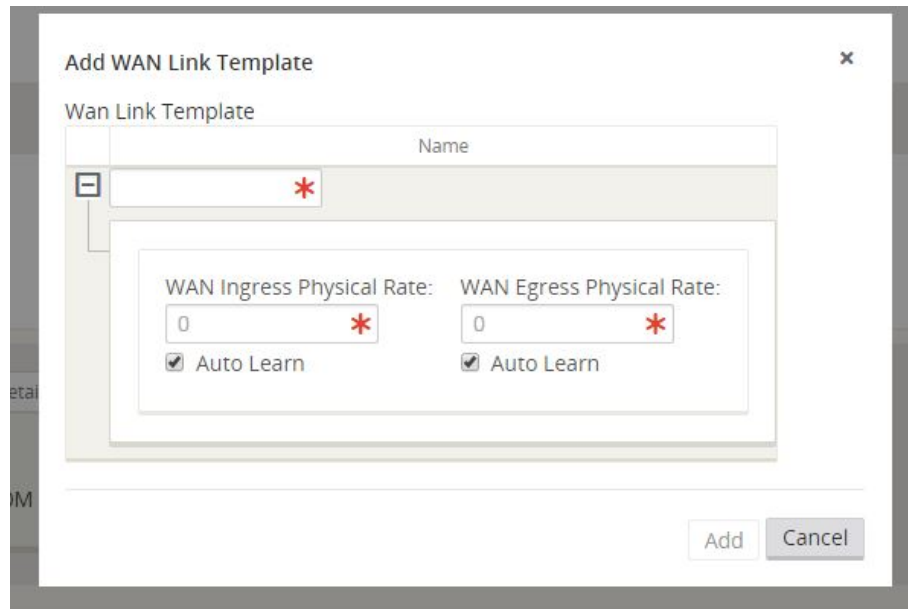 Add WAN Link Template ×
Wan Link Template
Name
WAN Ingress Physical Rate: WAN Egress Physical Rate:
0 0
Auto Learn Auto Learn
Add Cancel